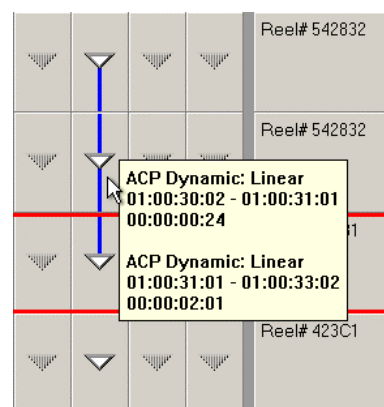 Reel# 542832
Reel# 542832
ACP Dynamic: Linear
01:00:30:02 - 01:00:31:01
00:00:00:24
ACP Dynamic: Linear
01:00:31:01 - 01:00:33:02
00:00:02:01
Reel# 423C1